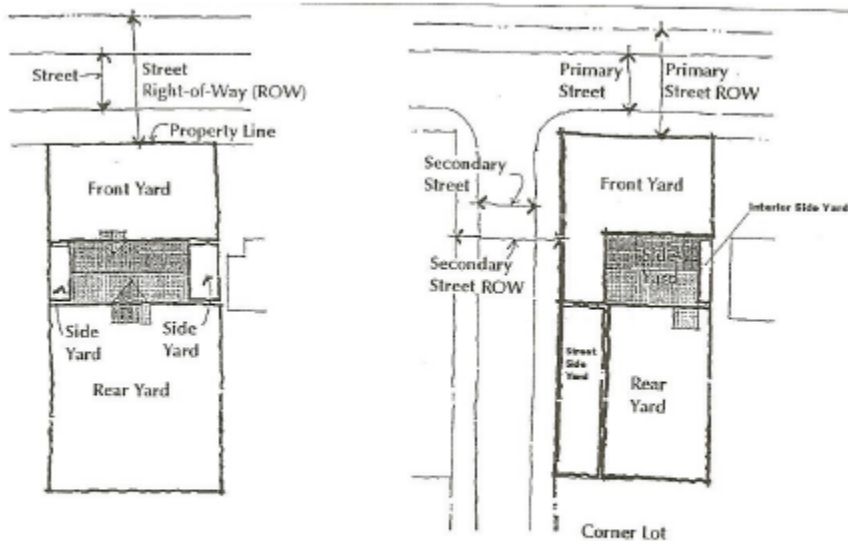 Street
Street
Right-of-Way (ROW)
Property Line
Front Yard
Side
Yard
Side
Yard
Rear Yard
Primary
Street
Primary
Street ROW
Secondary
Street
Front Yard
Interior Side Yard
Side
Yard
Secondary
Street ROW
Street
Side
Yard
Rear
Yard
Corner Lot